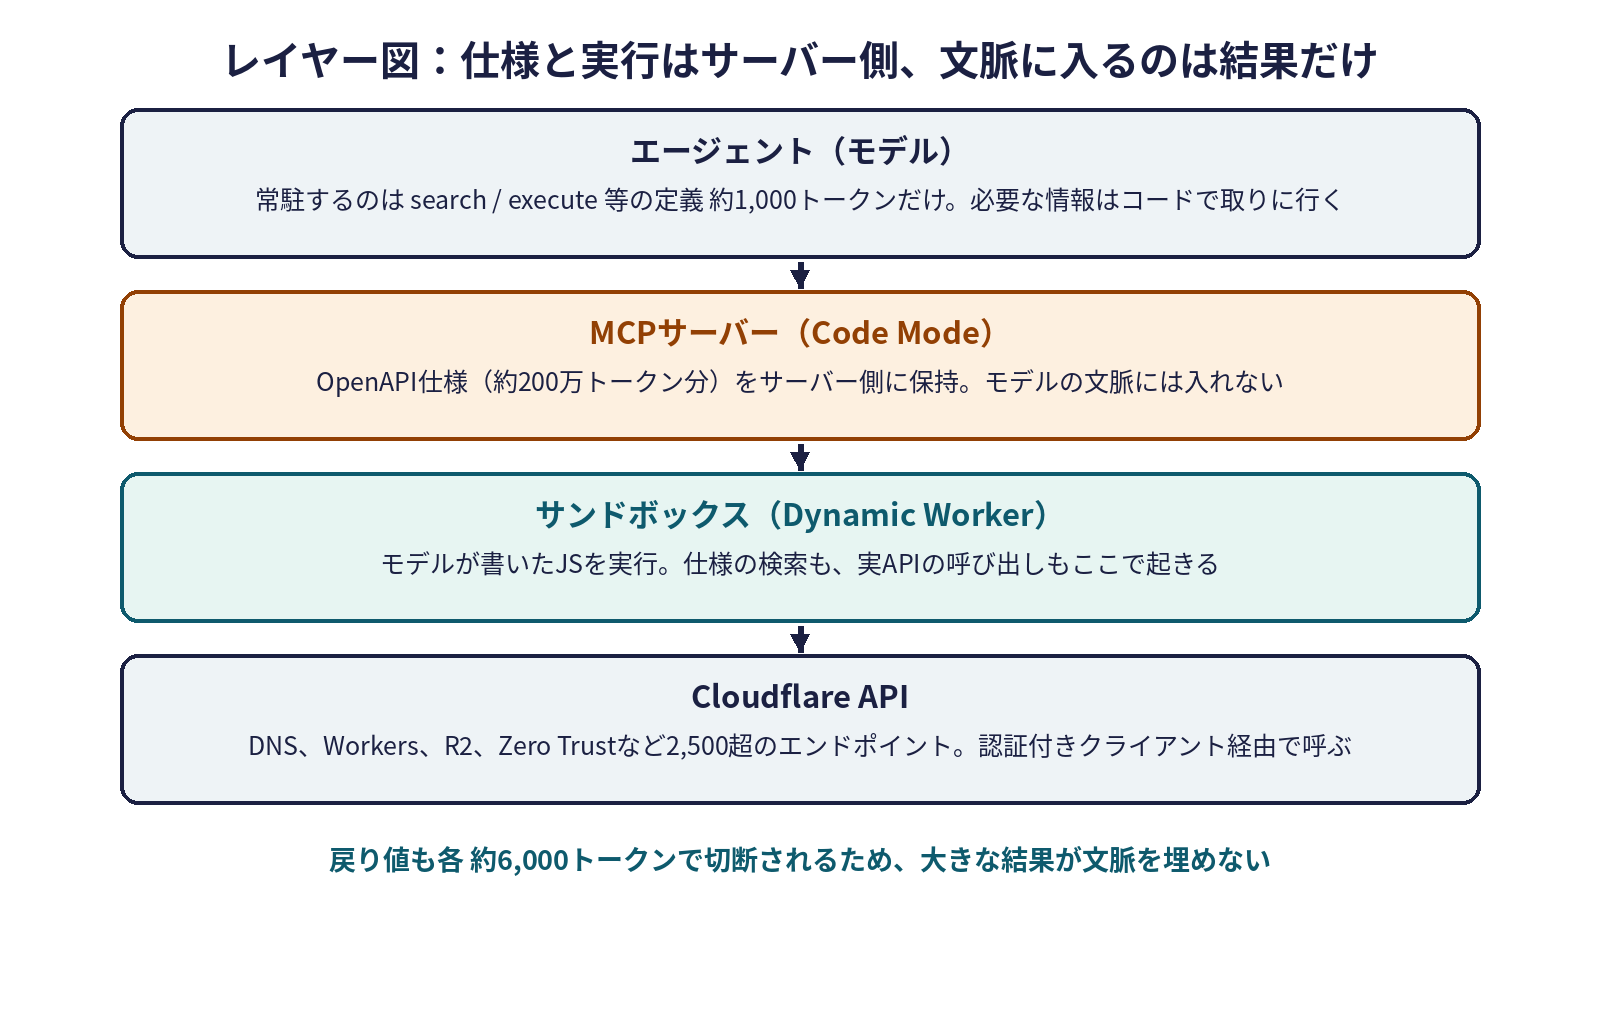 レイヤー図：仕様と実行はサーバー側、文脈に入るのは結果だけ
エージェント（モデル）
常駐するのは search / execute 等の定義 約1,000トークンだけ。必要な情報はコードで取りに行く
MCPサーバー（Code Mode）
OpenAPI仕様（約200万トークン分）をサーバー側に保持。モデルの文脈には入れない
サンドボックス（Dynamic Worker）
モデルが書いたJSを実行。仕様の検索も、実APIの呼び出しもここで起きる
Cloudflare API
DNS、Workers、R2、Zero Trustなど2,500超のエンドポイント。認証付きクライアント経由で呼ぶ
戻り値も各 約6,000トークンで切断されるため、大きな結果が文脈を埋めない